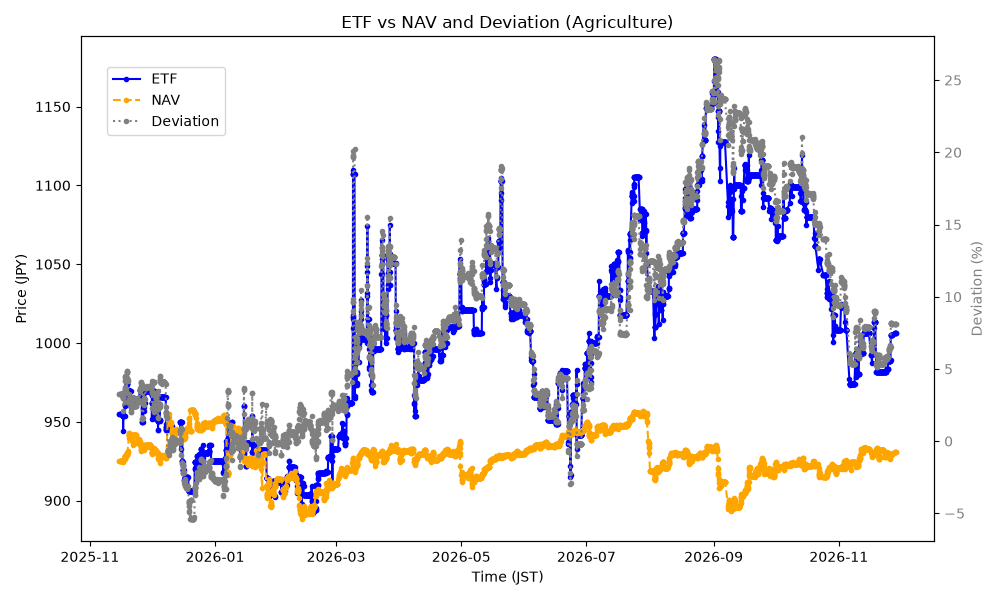 ETF vs NAV and Deviation (Agriculture)
ETF
NAV
Deviation
Price (JPY)
1150
1100
1050
1000
950
900
25
20
15
10
5
0
−5
Deviation (%)
2025-11
2026-01
2026-03
2026-05
2026-07
2026-09
2026-11
Time (JST)